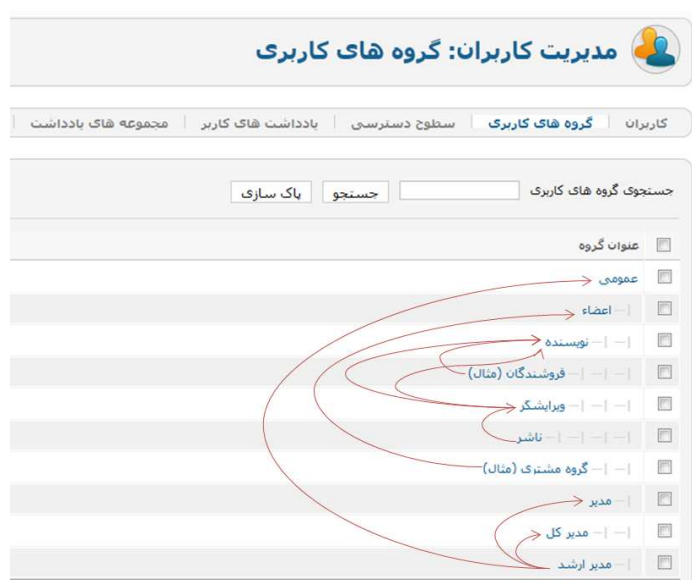 مدیریت کاربران: گروه های کاربری
کاربران | گروه های کاربری | سطوح دسترسی | یادداشت های کاربر | مجموعه های یادداشت
جستجوی گروه های کاربری جستجو پاک سازی
عنوان گروه
عمومی
|— اعضاء
|— |— نویسنده
|— |— |— فروشندگان (مثال)
|— |— |— ویرایشگر
|— |— |— |— ناشر
|— |— گروه مشتری (مثال)
|— مدیر
|— |— مدیر کل
|— مدیر ارشد